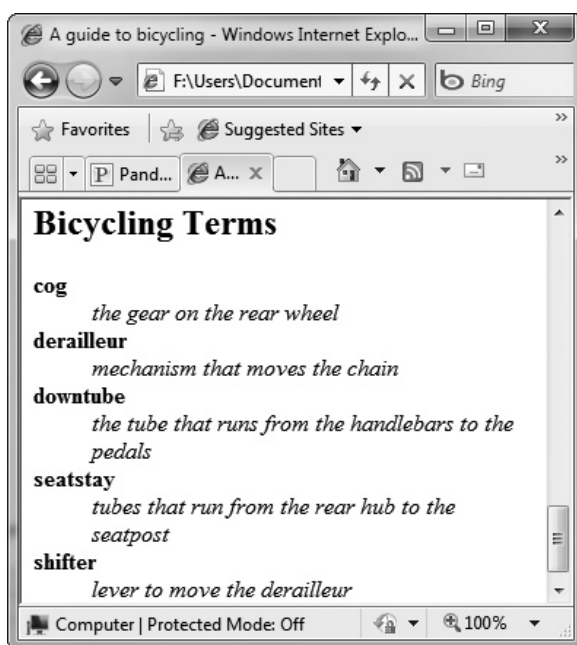 A guide to bicycling - Windows Internet Explo...
F:\Users\Document
Bing
Favorites
Suggested Sites
P Pand...
A...
Bicycling Terms
cog
the gear on the rear wheel
derailleur
mechanism that moves the chain
downtube
the tube that runs from the handlebars to the
pedals
seatstay
tubes that run from the rear hub to the
seatpost
shifter
lever to move the derailleur
Computer | Protected Mode: Off
100%